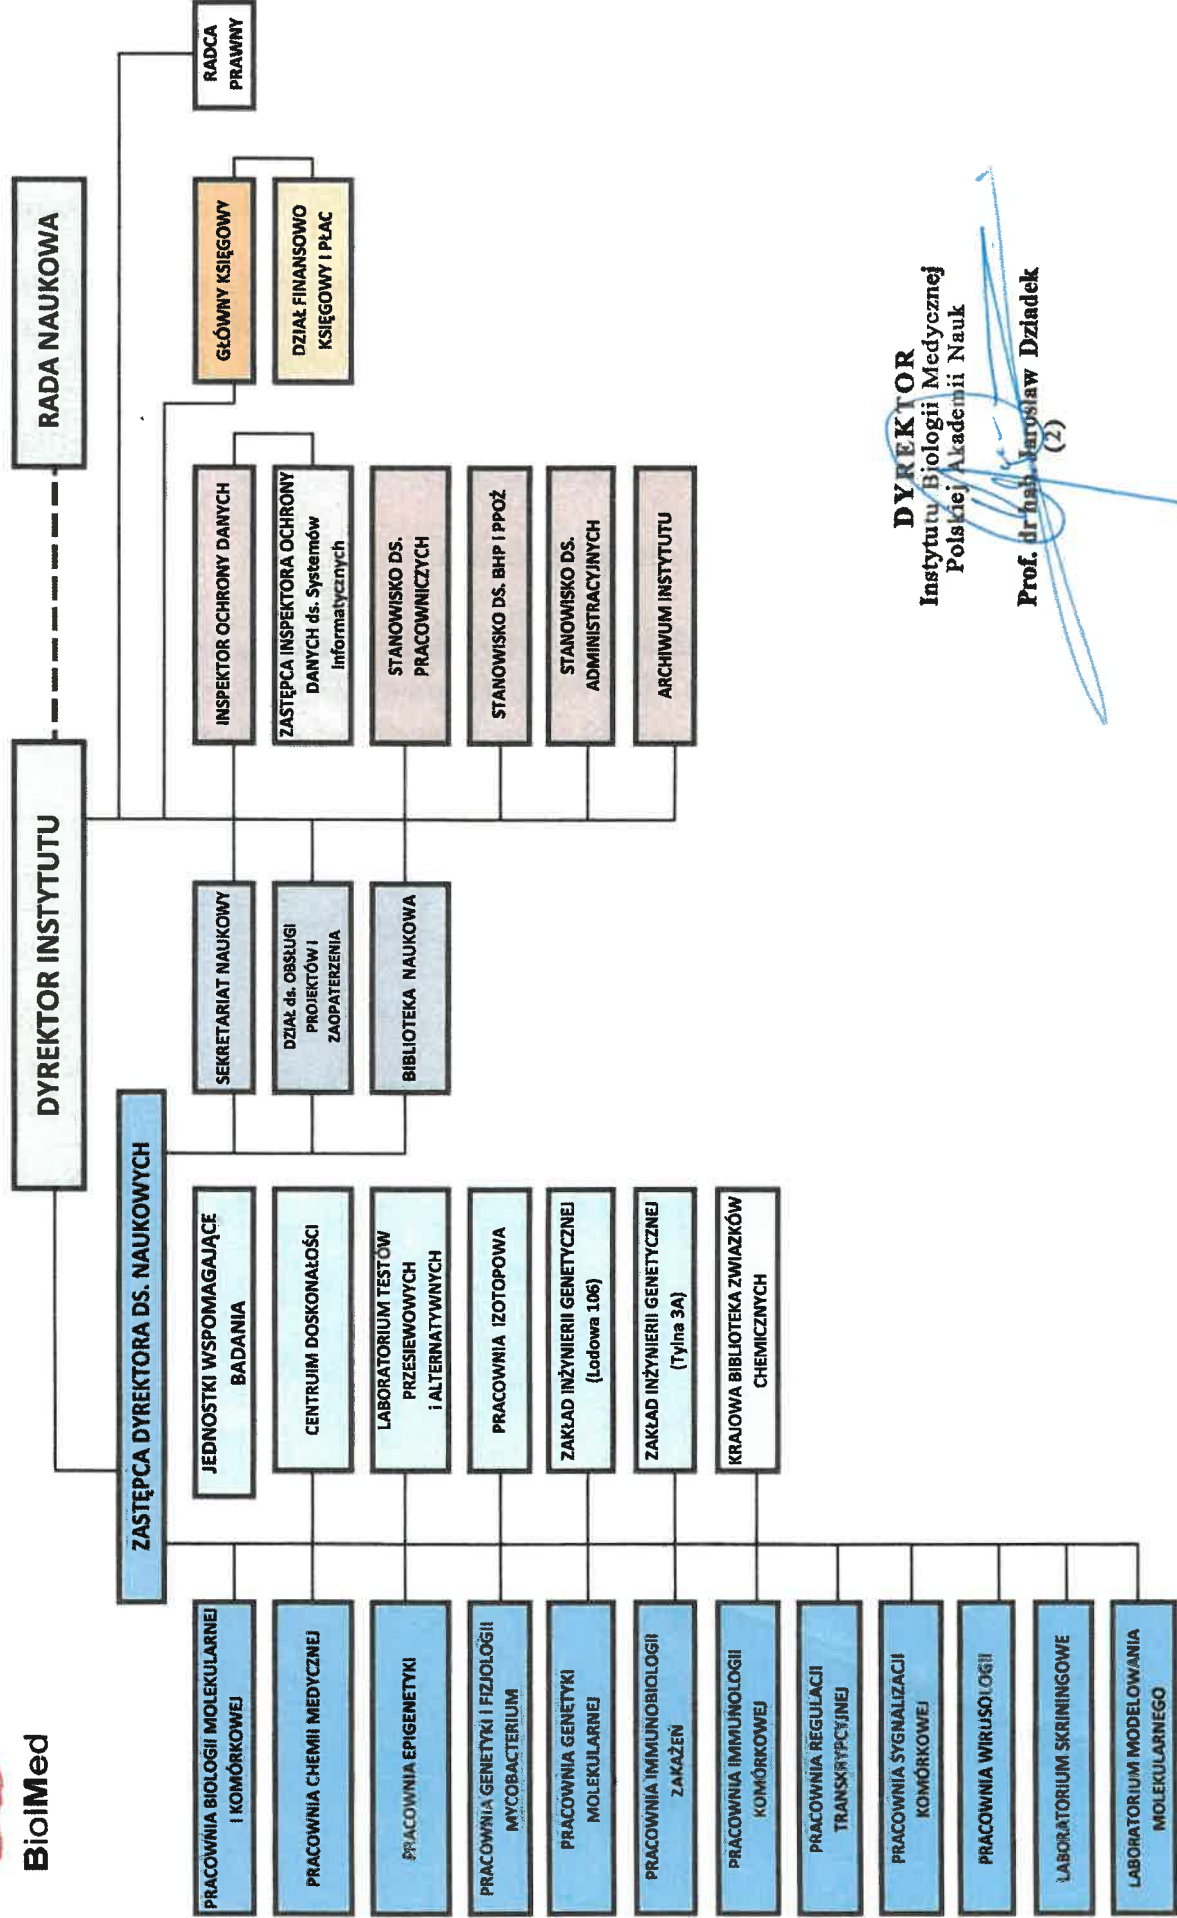 BiolMed
DYREKTOR INSTYTUTU
RADA NAUKOWA
ZASTĘPCA DYREKTORA DS. NAUKOWYCH
RADCA
PRAWNY
PRACOWNIA BIOLOGII MOLEKULARNEJ
I KOMÓRKOWEJ
PRACOWNIA CHEMII MEDYCZNEJ
PRACOWNIA EPIGENETYKI
PRACOWNIA GENETYKI I FIZJOLOGII
MYCOBACTERIUM
PRACOWNIA GENETYKI
MOLEKULARNEJ
PRACOWNIA IMMUNOBIOLOGII
ZAKAŻEŃ
PRACOWNIA IMMUNOLOGII
KOMÓRKOWEJ
PRACOWNIA REGULACJI
TRANSKRYPCYJNEJ
PRACOWNIA SYGNALIZACJI
KOMÓRKOWEJ
PRACOWNIA WIRUSOLOGII
LABORATORIUM SKRININGOWE
LABORATORIUM MODELOWANIA
MOLEKULARNEGO
JEDNOSTKI WSPOMAGAJĄCE
BADANIA
CENTRUIM DOSKONAŁOŚCI
LABORATORIUM TESTÓW
PRZESIEWOWYCH
i ALTERNATYWNYCH
PRACOWNIA IZOTOPOWA
ZAKŁAD INŻYNIERII GENETYCZNEJ
(Lodowa 106)
ZAKŁAD INŻYNIERII GENETYCZNEJ
(Tylna 3A)
KRAJOWA BIBLIOTEKA ZWIAZKÓW
CHEMICZNYCH
SEKRETARIAT NAUKOWY
DZIAŁ ds. OBSŁUGI
PROJEKTÓW I
ZAOPATERZENIA
BIBLIOTEKA NAUKOWA
INSPEKTOR OCHRONY DANYCH
ZASTĘPCA INSPEKTORA OCHRONY
DANYCH ds. Systemów
Informatycznych
STANOWISKO DS.
PRACOWNICZYCH
STANOWISKO DS. BHP I PPOŻ
STANOWISKO DS.
ADMINISTRACYJNYCH
ARCHIWUM INSTYTUTU
GŁÓWNY KSIĘGOWY
DZIAŁ FINANSOWO
KSIĘGOWY I PŁAC
DYREKTOR
Instytutu Biologii Medycznej
Polskiej Akademii Nauk
Prof. dr hab. Jarosław Dziadek
(2)